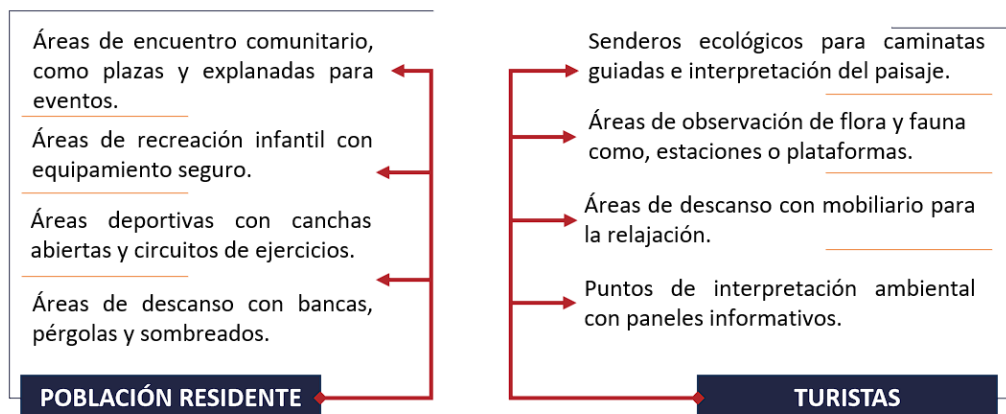 Áreas de encuentro comunitario,
como plazas y explanadas para
eventos.
Áreas de recreación infantil con
equipamiento seguro.
Áreas deportivas con canchas
abiertas y circuitos de ejercicios.
Áreas de descanso con bancas,
pérgolas y sombreados.
POBLACIÓN RESIDENTE
Senderos ecológicos para caminatas
guiadas e interpretación del paisaje.
Áreas de observación de flora y fauna
como, estaciones o plataformas.
Áreas de descanso con mobiliario para
la relajación.
Puntos de interpretación ambiental
con paneles informativos.
TURISTAS